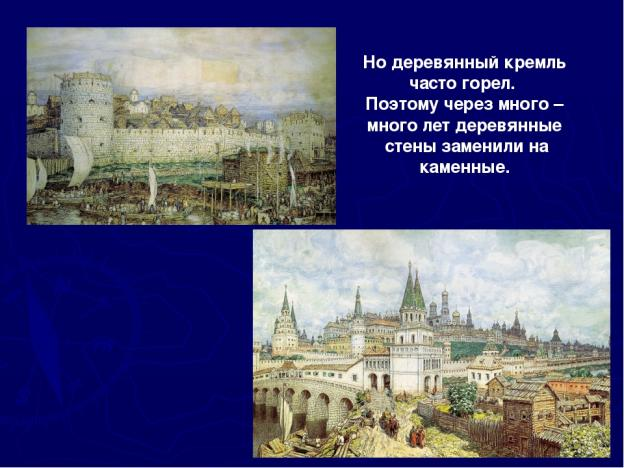 Но деревянный кремль
часто горел.
Поэтому через много –
много лет деревянные
стены заменили на
каменные.